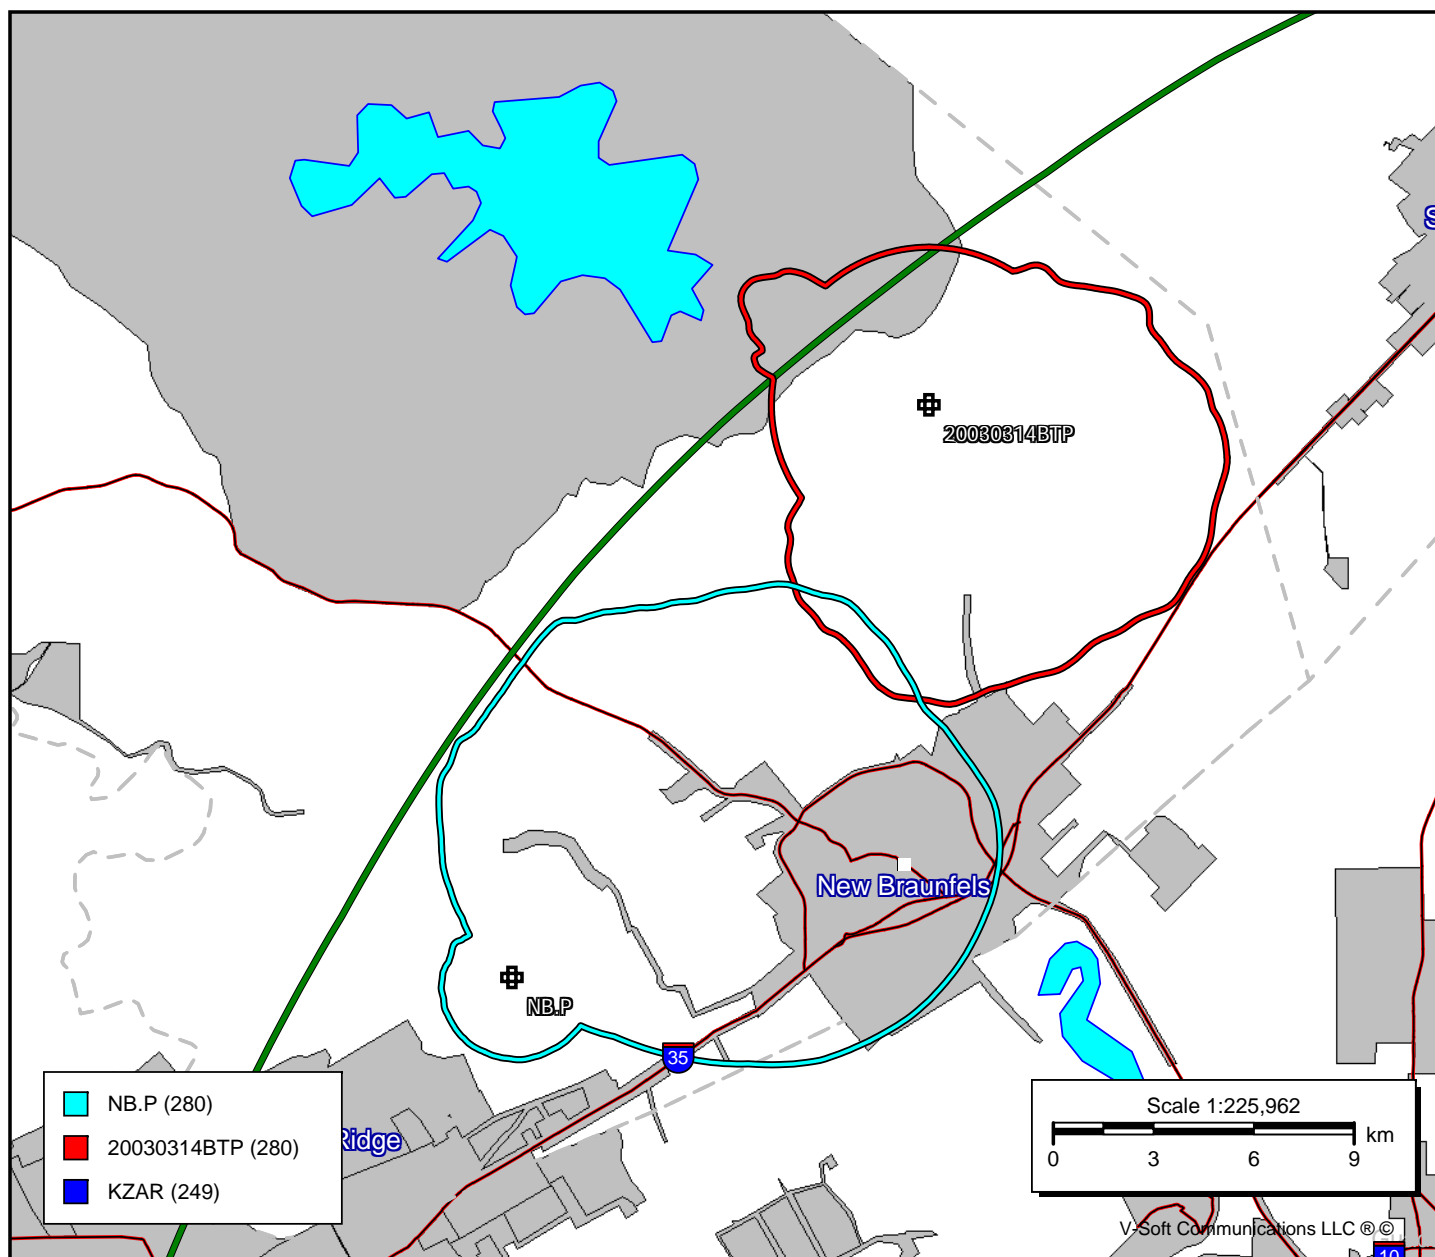 S
20030314BTP
New Braunfels
NB.P
35
Ridge
NB.P (280)
20030314BTP (280)
KZAR (249)
Scale 1:225,962
km
0 3 6 9
V-Soft Communications LLC ® ©
10